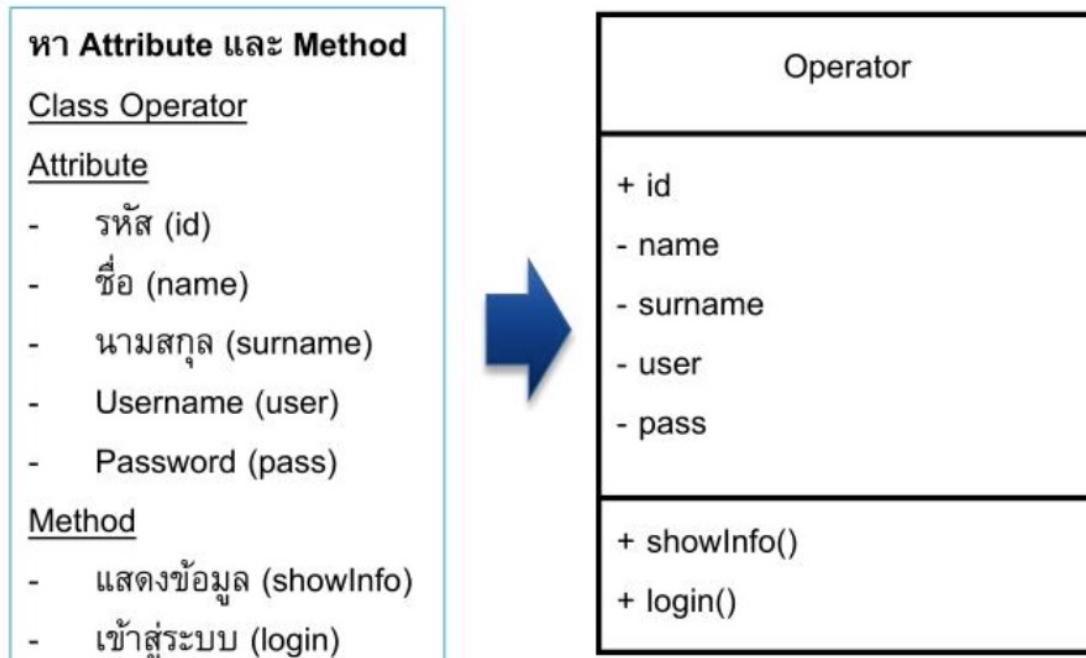 หา Attribute และ Method
Class Operator
Attribute
- รหัส (id)
- ชื่อ (name)
- นามสกุล (surname)
- Username (user)
- Password (pass)
Method
- แสดงข้อมูล (showInfo)
- เข้าสู่ระบบ (login)
Operator
+ id
- name
- surname
- user
- pass
+ showInfo()
+ login()